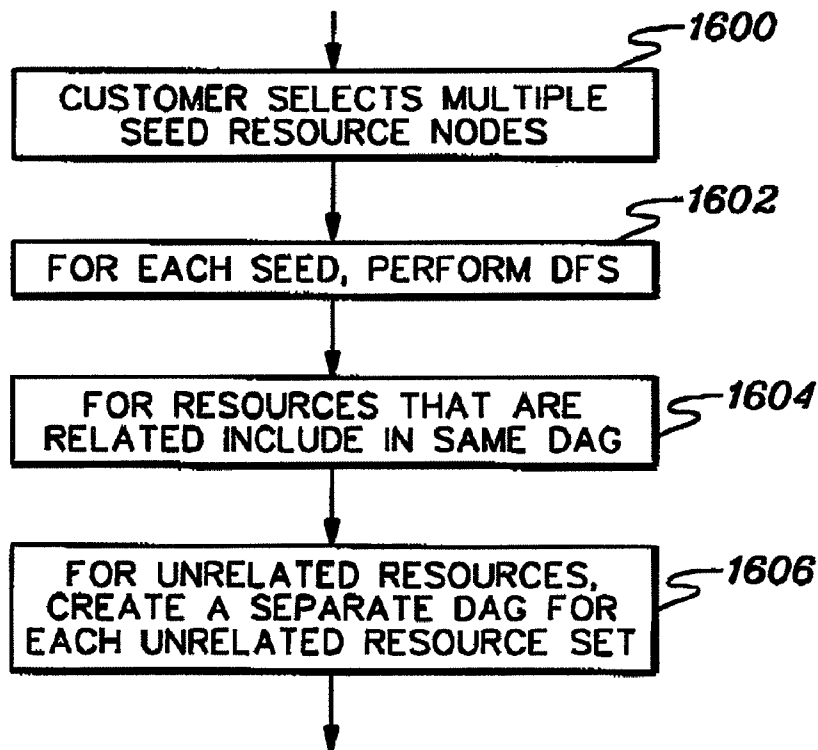 1600
CUSTOMER SELECTS MULTIPLE
SEED RESOURCE NODES
1602
FOR EACH SEED, PERFORM DFS
1604
FOR RESOURCES THAT ARE
RELATED INCLUDE IN SAME DAG
1606
FOR UNRELATED RESOURCES,
CREATE A SEPARATE DAG FOR
EACH UNRELATED RESOURCE SET